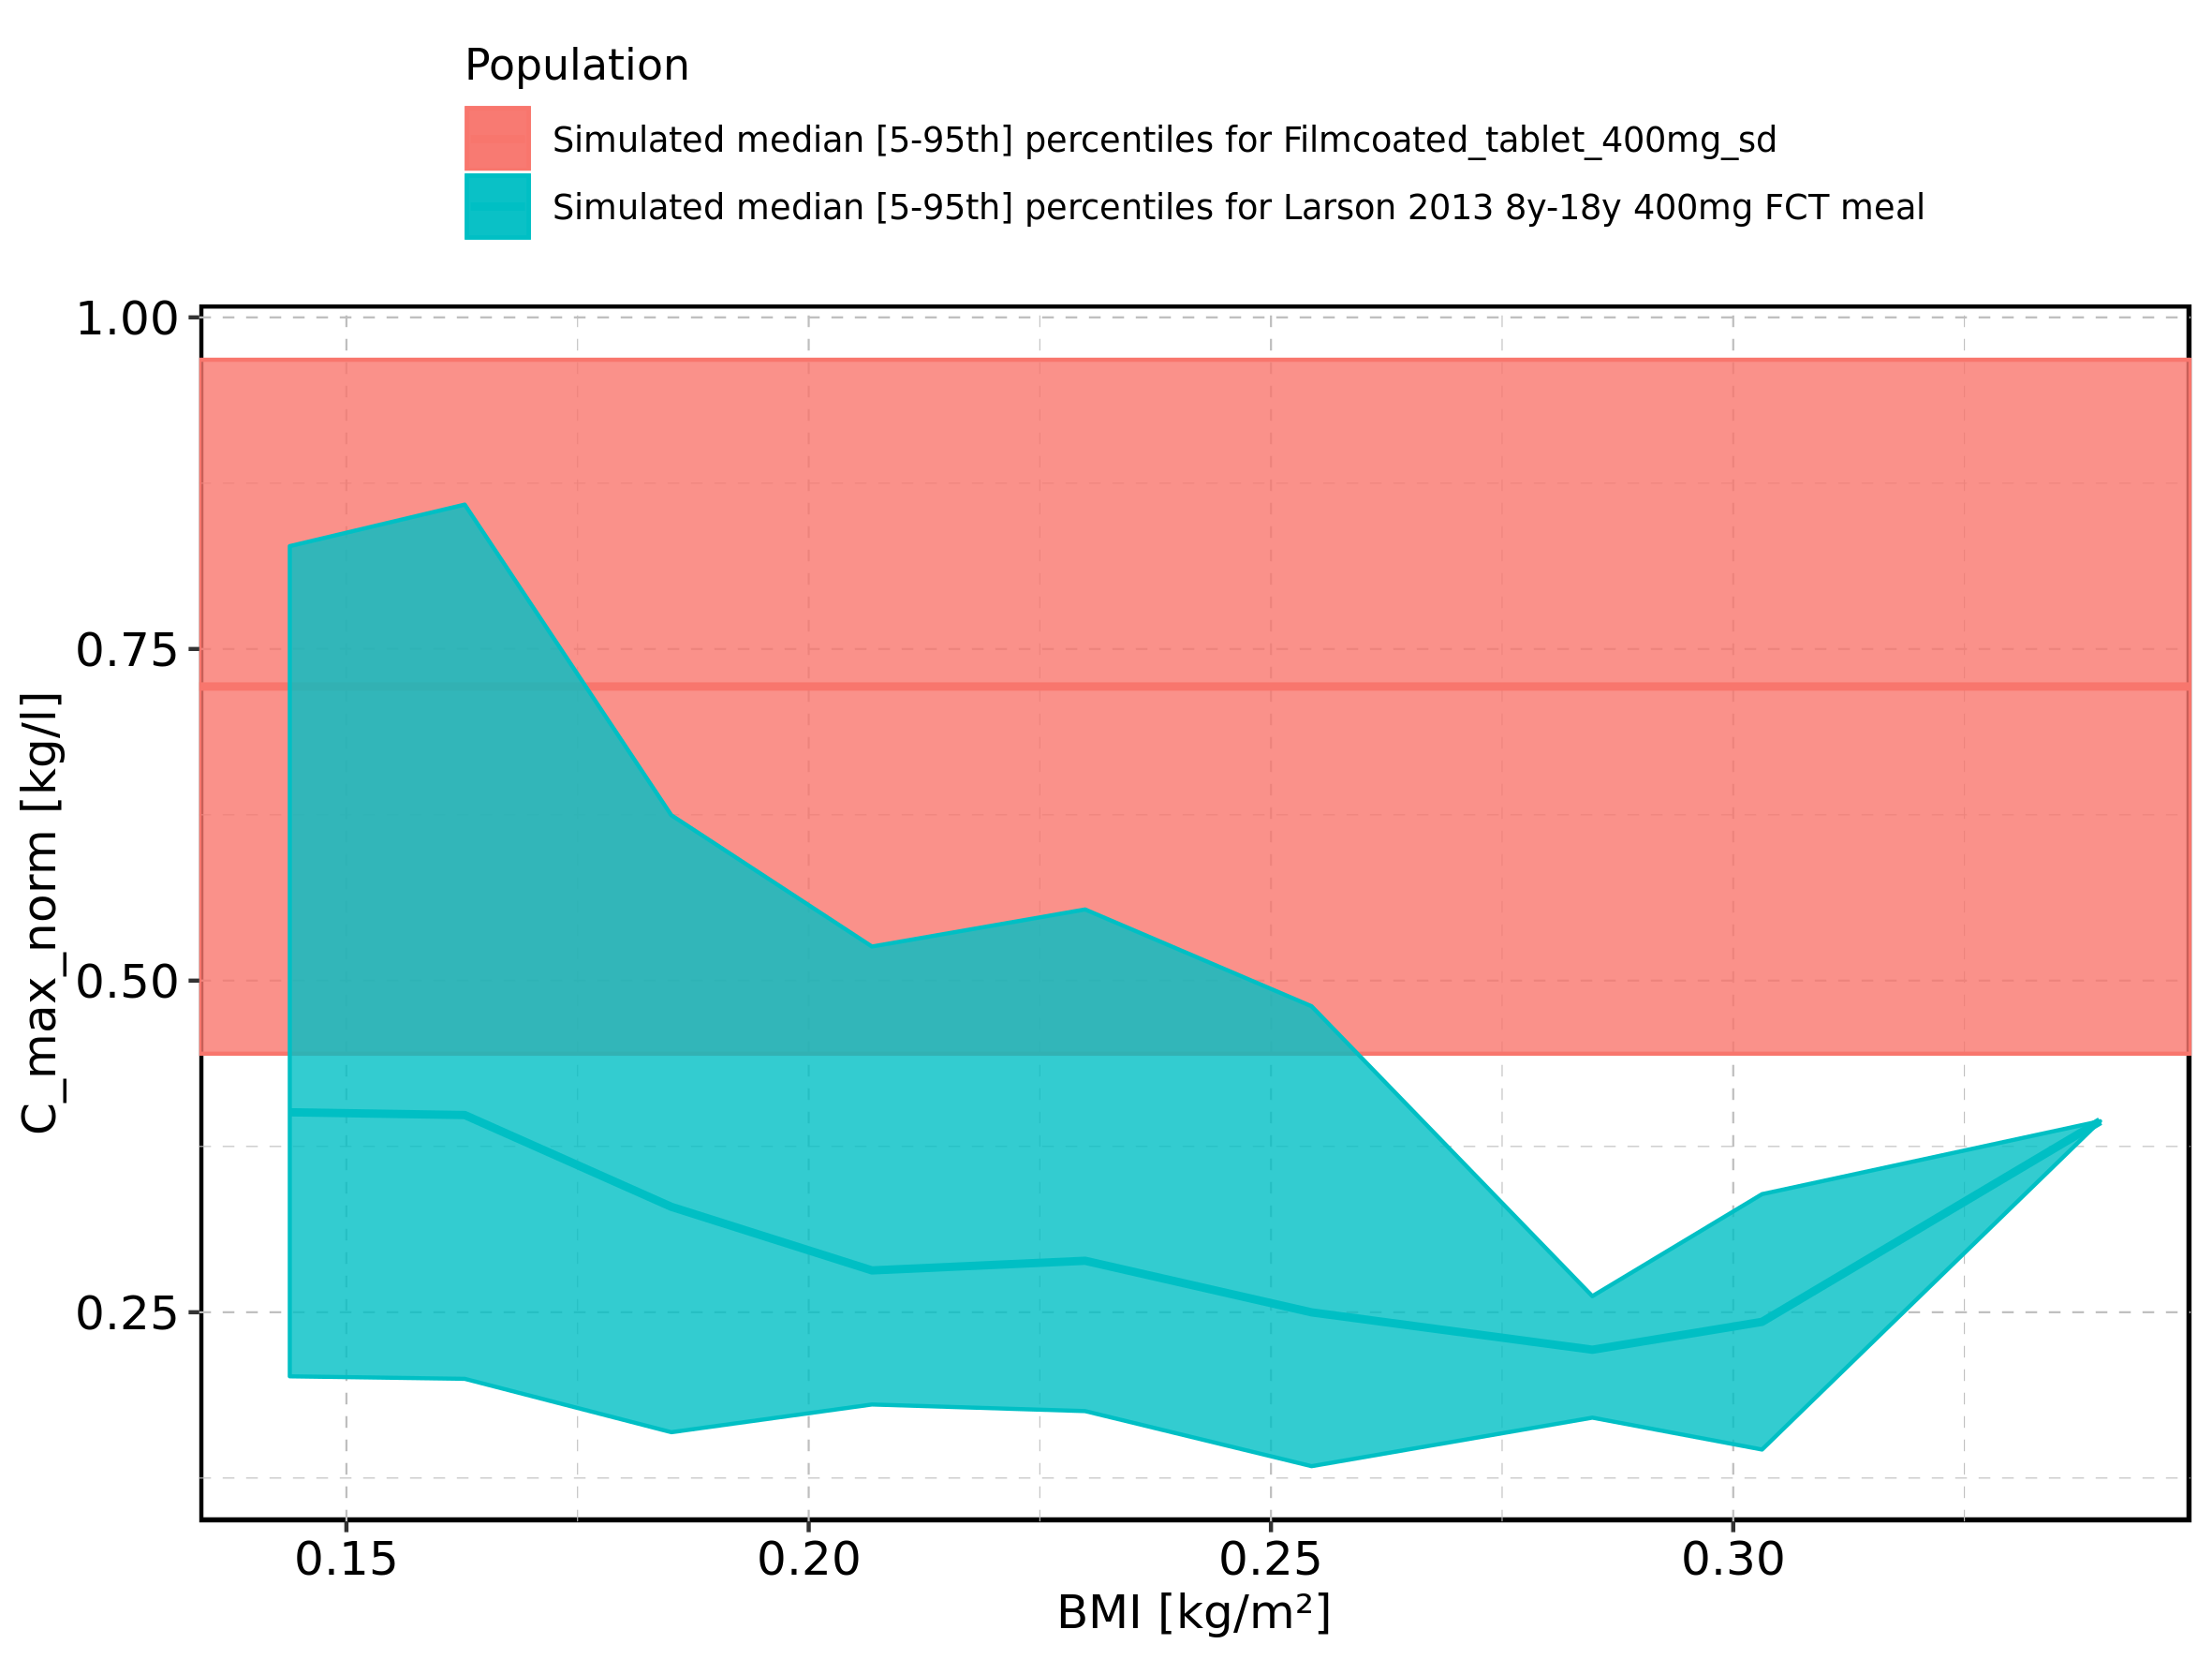 Population
Simulated median [5-95th] percentiles for Filmcoated_tablet_400mg_sd
Simulated median [5-95th] percentiles for Larson 2013 8y-18y 400mg FCT meal
1.00
0.75
0.50
0.25
C_max_norm [kg/l]
0.15 0.20 0.25 0.30
BMI [kg/m²]